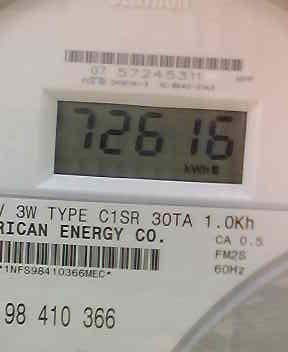 07 57245311
72616
kWh
V 3W TYPE C1SR 30TA 1.0Kh
RICAN ENERGY CO.
CA 0.5
FM2S
60Hz
*1NFS98410366MEC*
98 410 366